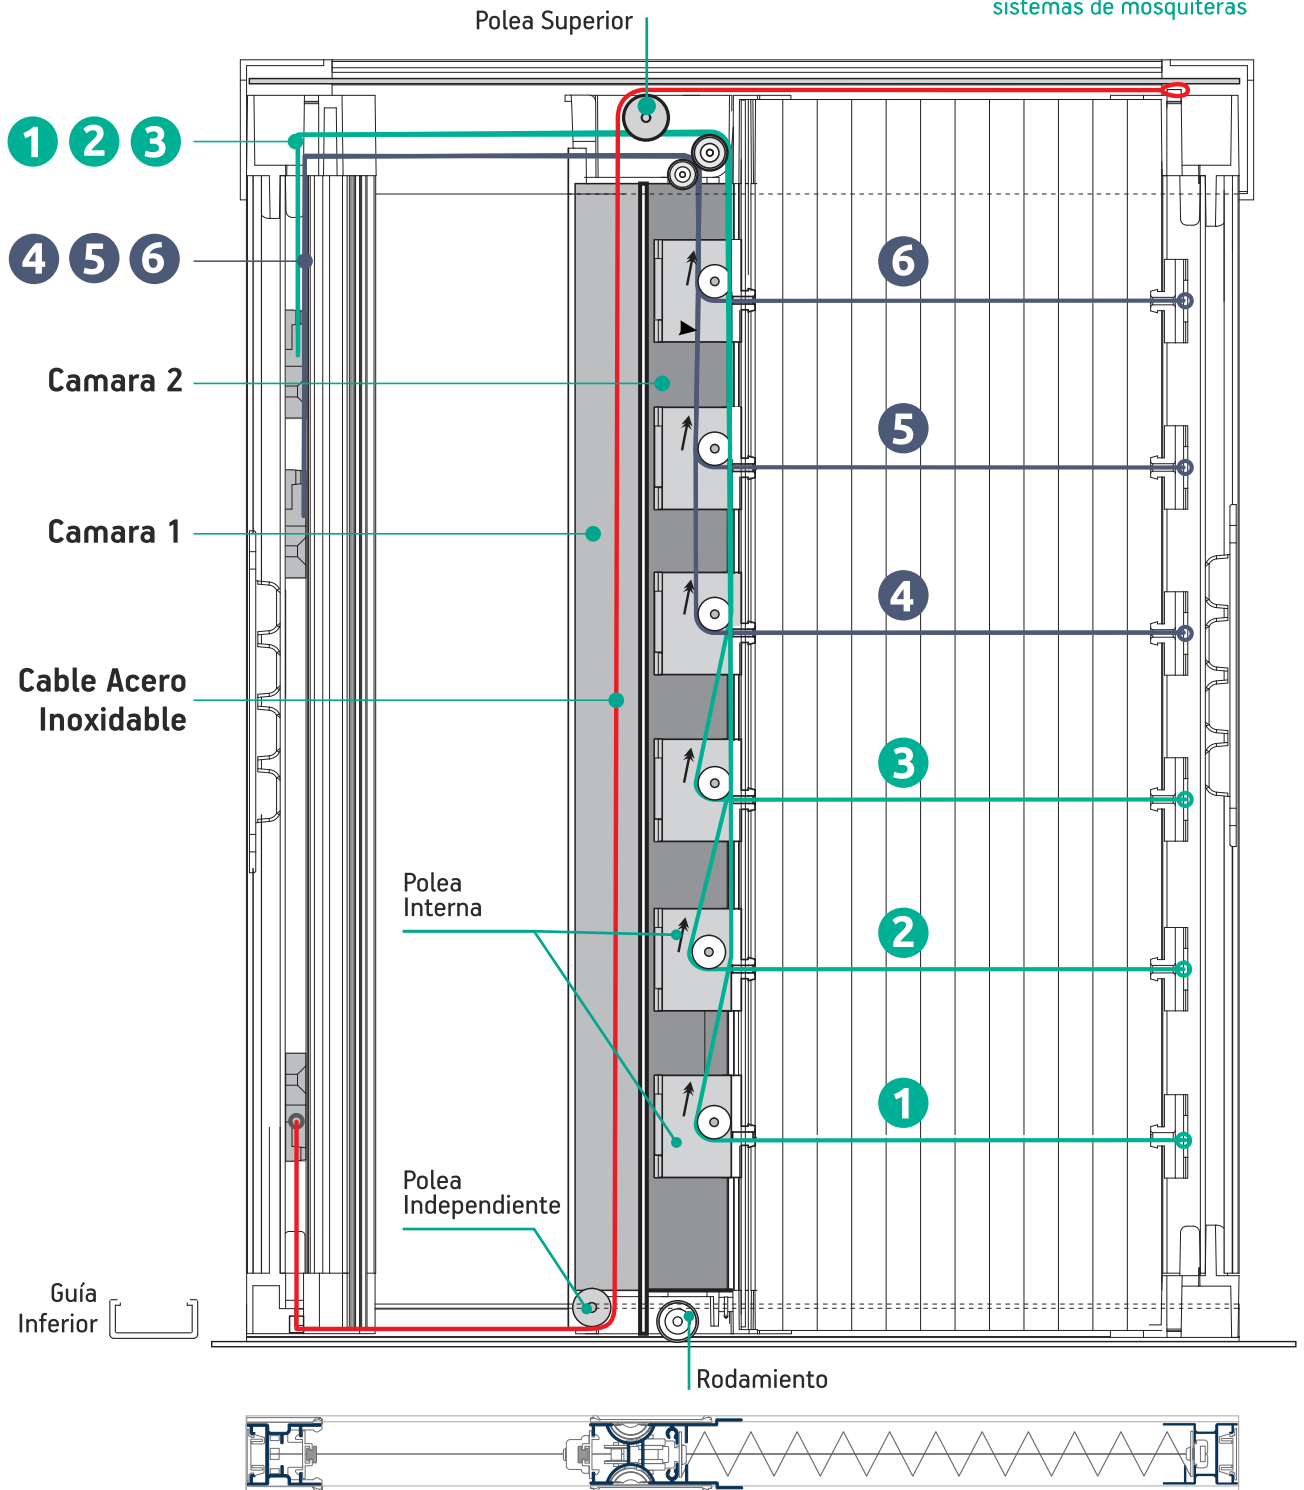 sistemas de mosquiteras
Polea Superior
1 2 3
4 5 6
6
Camara 2
5
Camara 1
4
Cable Acero
Inoxidable
3
Polea
Interna
2
1
Polea
Independiente
Guía
Inferior
Rodamiento